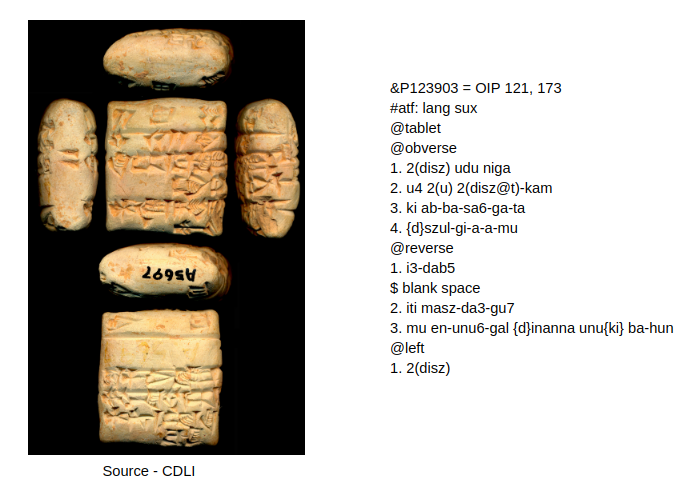 A5697
Source - CDLI
&P123903 = OIP 121, 173
#atf: lang sux
@tablet
@obverse
1. 2(disz) udu niga
2. u4 2(u) 2(disz@t)-kam
3. ki ab-ba-sa6-ga-ta
4. {d}szul-gi-a-a-mu
@reverse
1. i3-dab5
$ blank space
2. iti masz-da3-gu7
3. mu en-unu6-gal {d}inanna unu{ki} ba-hun
@left
1. 2(disz)